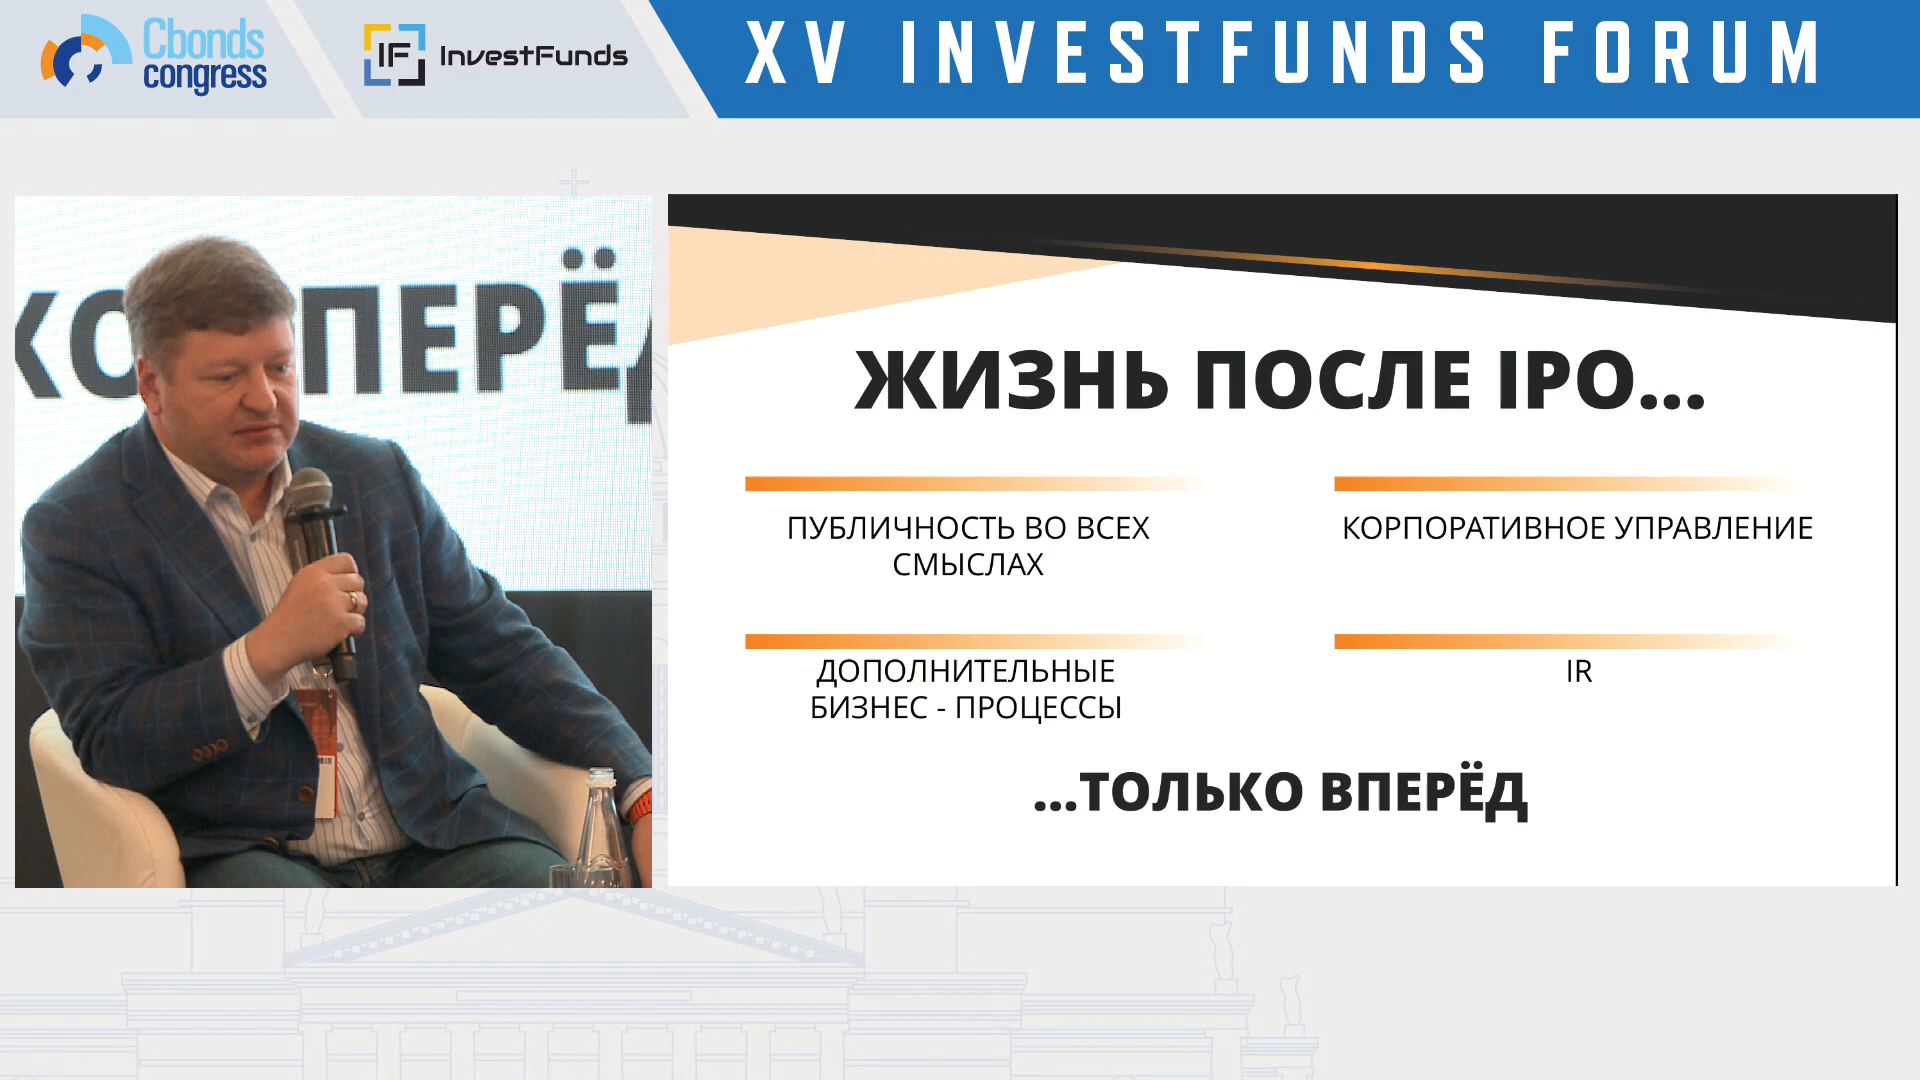 Cbonds
congress
IF InvestFunds
XV INVESTFUNDS FORUM
ЖИЗНЬ ПОСЛЕ IPO...
ПУБЛИЧНОСТЬ ВО ВСЕХ
СМЫСЛАХ
КОРПОРАТИВНОЕ УПРАВЛЕНИЕ
ДОПОЛНИТЕЛЬНЫЕ
БИЗНЕС - ПРОЦЕССЫ
IR
...ТОЛЬКО ВПЕРЁД
КО ПЕРЁ